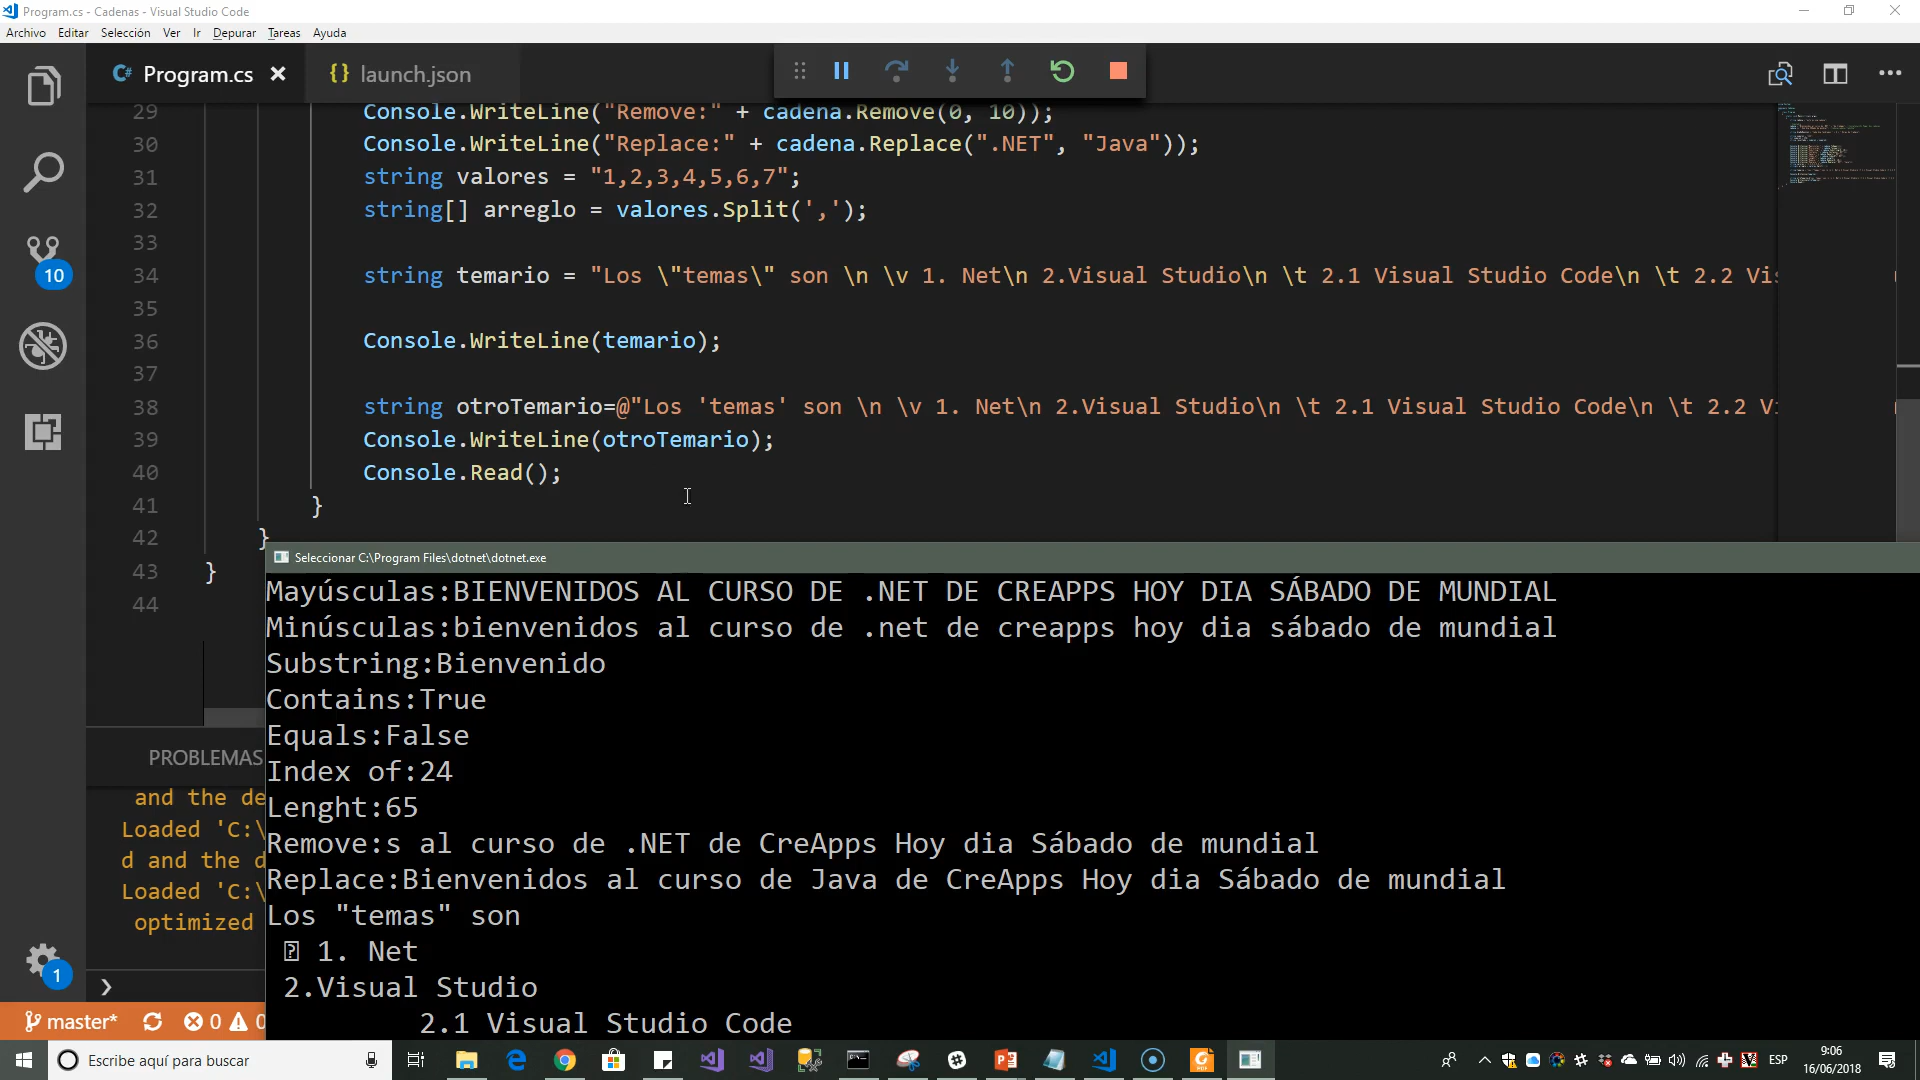 Program.cs - Cadenas - Visual Studio Code
Archivo Editar Selección Ver Ir Depurar Tareas Ayuda
Program.cs
{} launch.json
29 Console.WriteLine("Remove:" + cadena.Remove(0, 10));
30 Console.WriteLine("Replace:" + cadena.Replace(".NET", "Java"));
31 string valores = "1,2,3,4,5,6,7";
32 string[] arreglo = valores.Split(',');
33
34 string temario = "Los \"temas\" son \n \v 1. Net\n 2.Visual Studio\n \t 2.1 Visual Studio Code\n \t 2.2 Vis
35
36 Console.WriteLine(temario);
37
38 string otroTemario=@"Los 'temas' son \n \v 1. Net\n 2.Visual Studio\n \t 2.1 Visual Studio Code\n \t 2.2 Vi
39 Console.WriteLine(otroTemario);
40 Console.Read();
41 }
42 }
43 }
44
10
PROBLEMAS
and the de
Loaded 'C:\
d and the d
Loaded 'C:\
optimized
1
master* 0 0
Seleccionar C:\Program Files\dotnet\dotnet.exe
Mayúsculas:BIENVENIDOS AL CURSO DE .NET DE CREAPPS HOY DIA SÁBADO DE MUNDIAL
Minúsculas:bienvenidos al curso de .net de creapps hoy dia sábado de mundial
Substring:Bienvenido
Contains:True
Equals:False
Index of:24
Lenght:65
Remove:s al curso de .NET de CreApps Hoy dia Sábado de mundial
Replace:Bienvenidos al curso de Java de CreApps Hoy dia Sábado de mundial
Los "temas" son
1. Net
2.Visual Studio
2.1 Visual Studio Code
Escribe aquí para buscar
ESP
9:06
16/06/2018